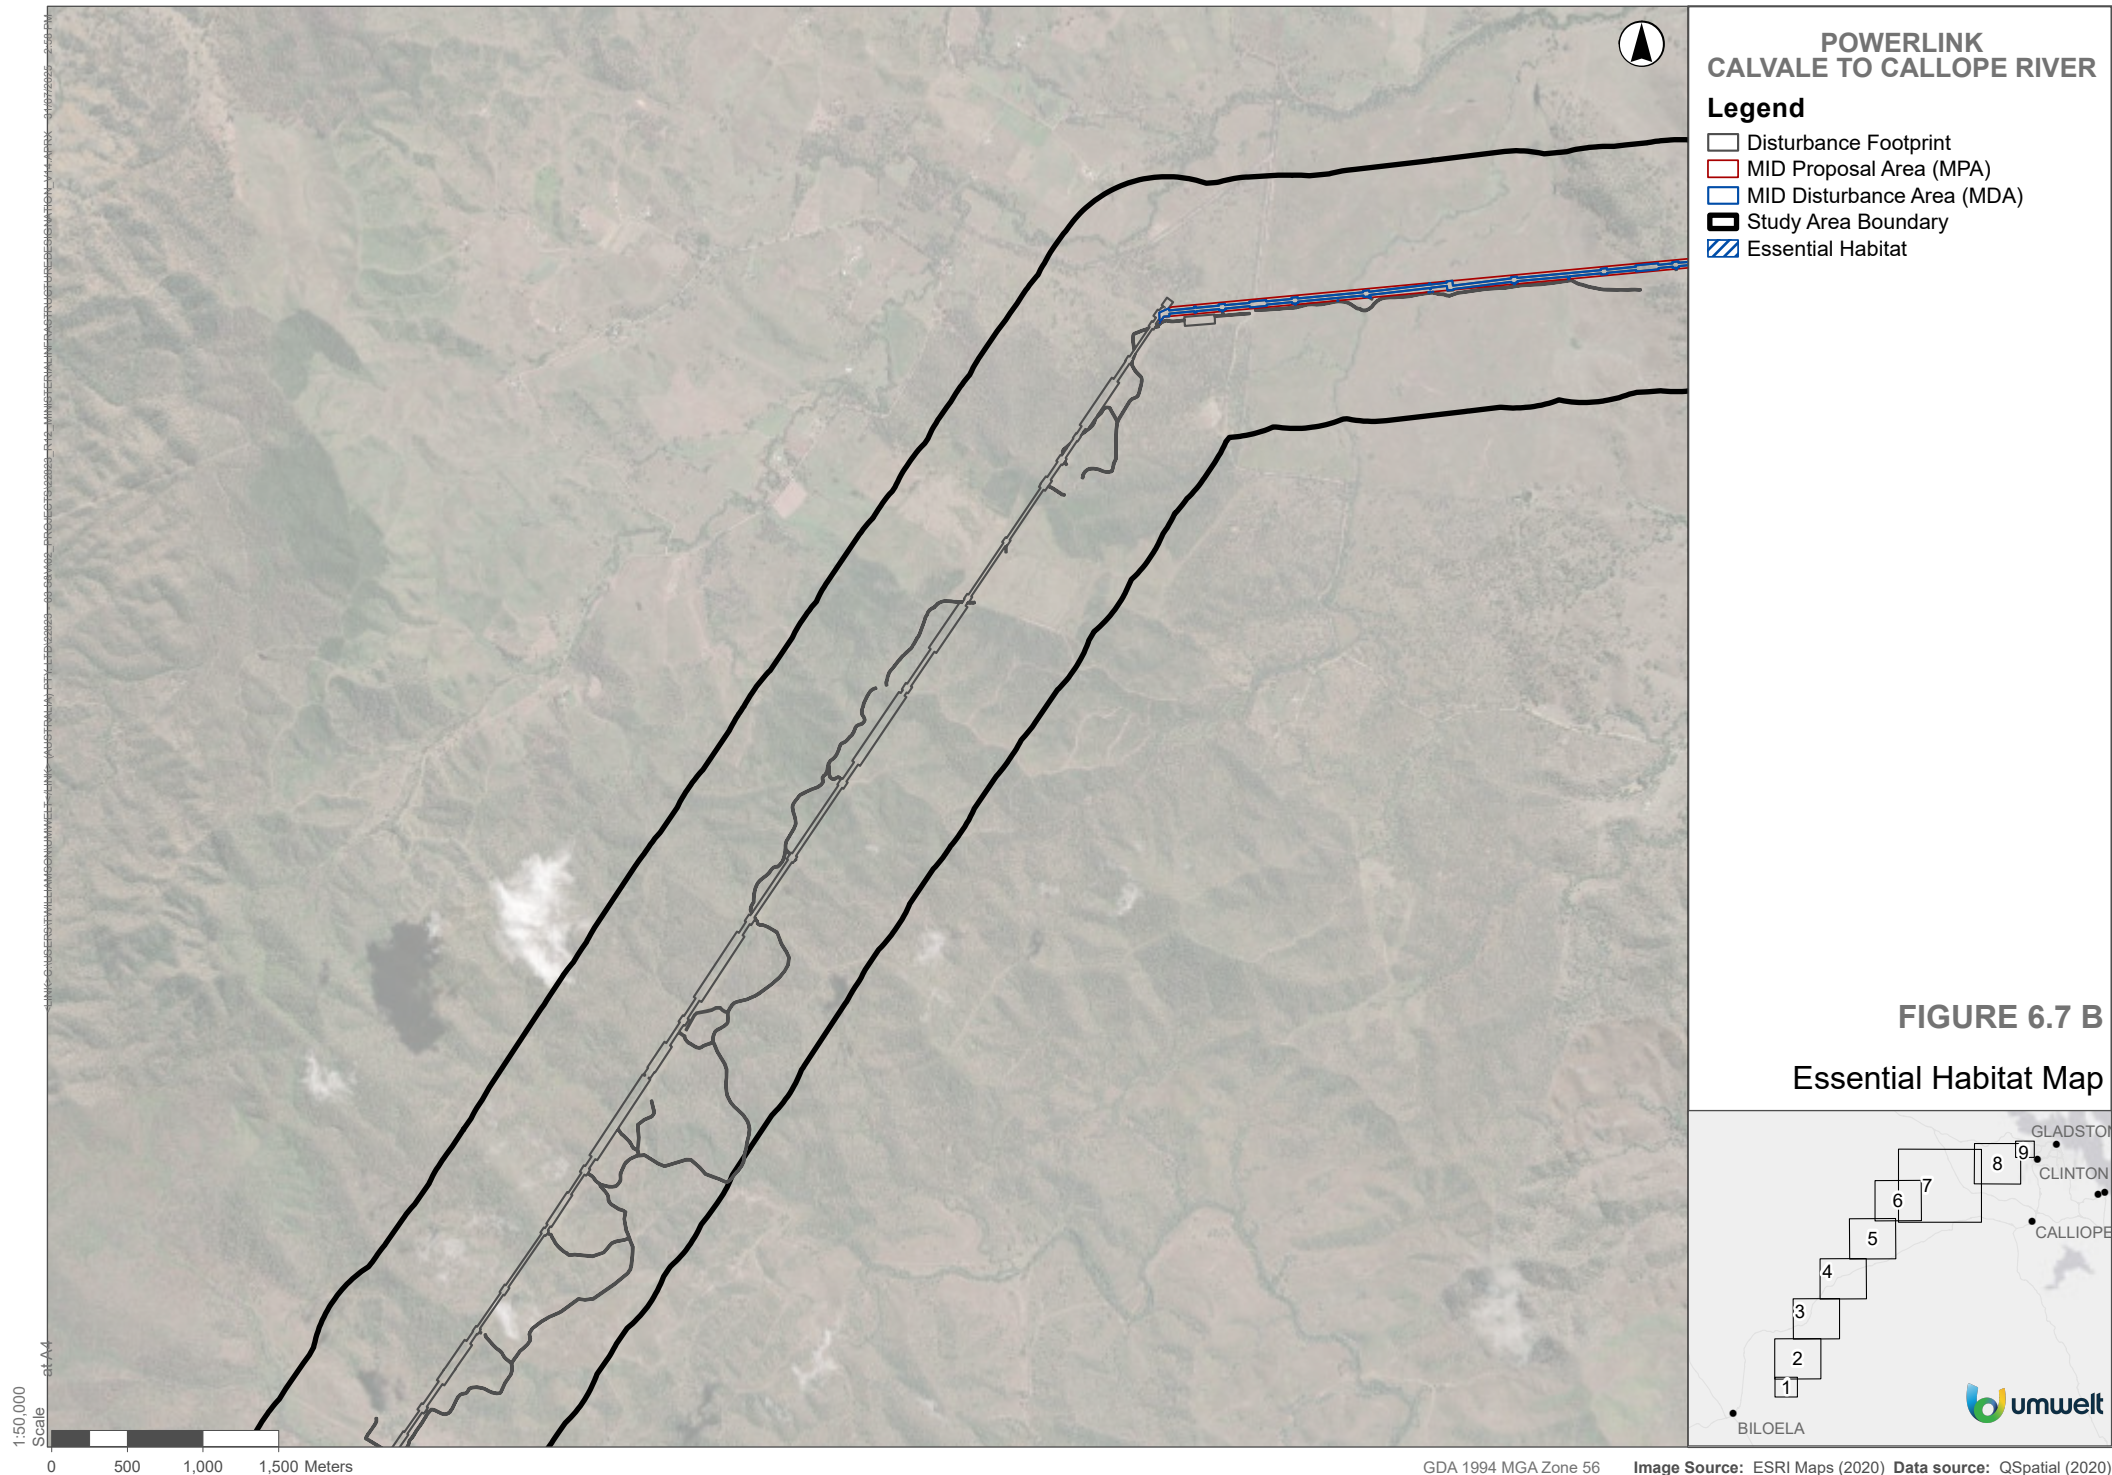 POWERLINK
CALVALE TO CALLOPE RIVER
Legend
Disturbance Footprint
MID Proposal Area (MPA)
MID Disturbance Area (MDA)
Study Area Boundary
Essential Habitat
FIGURE 6.7 B
Essential Habitat Map
GLADSTON
9
8
CLINTON
7
6
CALLIOPE
5
4
3
2
1
BILOELA
umwelt
1:50,000
Scale
at A4
0 500 1,000 1,500 Meters
GDA 1994 MGA Zone 56 Image Source: ESRI Maps (2020) Data source: QSpatial (2020)